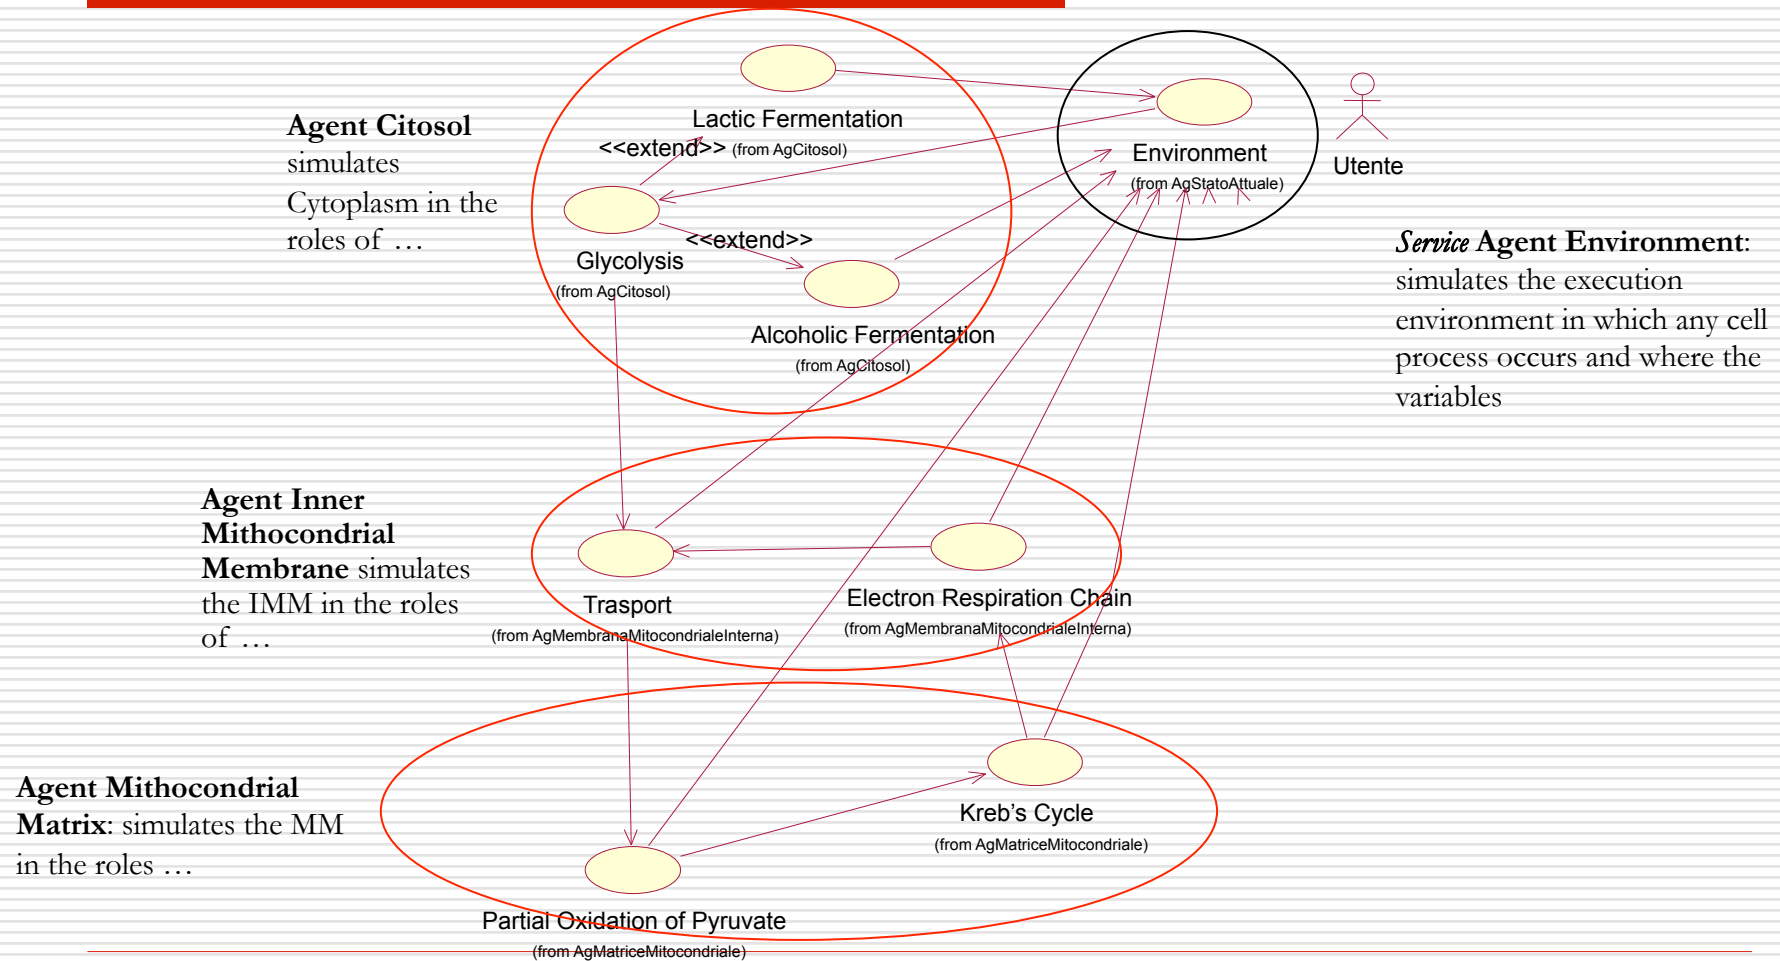 Agent Citosol
simulates
Cytoplasm in the
roles of …
Lactic Fermentation
<<extend>>
(from AgCitosol)
Glycolysis
(from AgCitosol)
<<extend>>
Alcoholic Fermentation
(from AgCitosol)
Environment
(from AgStatoAttuale)
Utente
Service Agent Environment:
simulates the execution
environment in which any cell
process occurs and where the
variables
Agent Inner
Mithocondrial
Membrane simulates
the IMM in the roles
of …
Trasport
(from AgMembranaMitocondrialeInterna)
Electron Respiration Chain
(from AgMembranaMitocondrialeInterna)
Agent Mithocondrial
Matrix: simulates the MM
in the roles …
Kreb’s Cycle
(from AgMatriceMitocondriale)
Partial Oxidation of Pyruvate
(from AgMatriceMitocondriale)